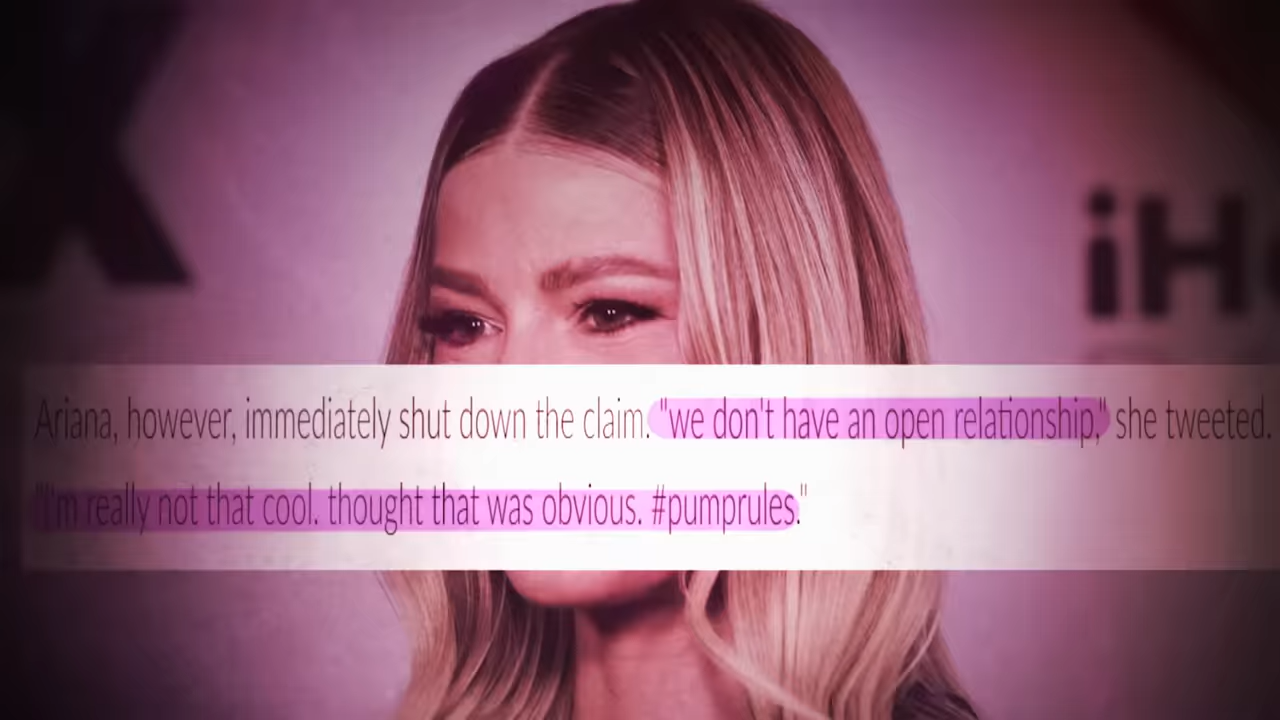 X
iHe
Ariana, however, immediately shut down the claim. "we don't have an open relationship," she tweeted.
"I'm really not that cool. thought that was obvious. #pumprules."